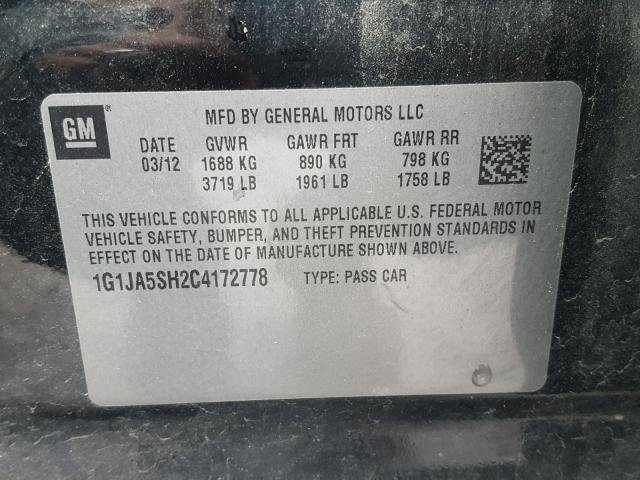 GM ®
MFD BY GENERAL MOTORS LLC
DATE GVWR GAWR FRT GAWR RR
03/12 1688 KG 890 KG 798 KG
3719 LB 1961 LB 1758 LB
THIS VEHICLE CONFORMS TO ALL APPLICABLE U.S. FEDERAL MOTOR
VEHICLE SAFETY, BUMPER, AND THEFT PREVENTION STANDARDS IN
EFFECT ON THE DATE OF MANUFACTURE SHOWN ABOVE.
1G1JA5SH2C4172778 TYPE: PASS CAR